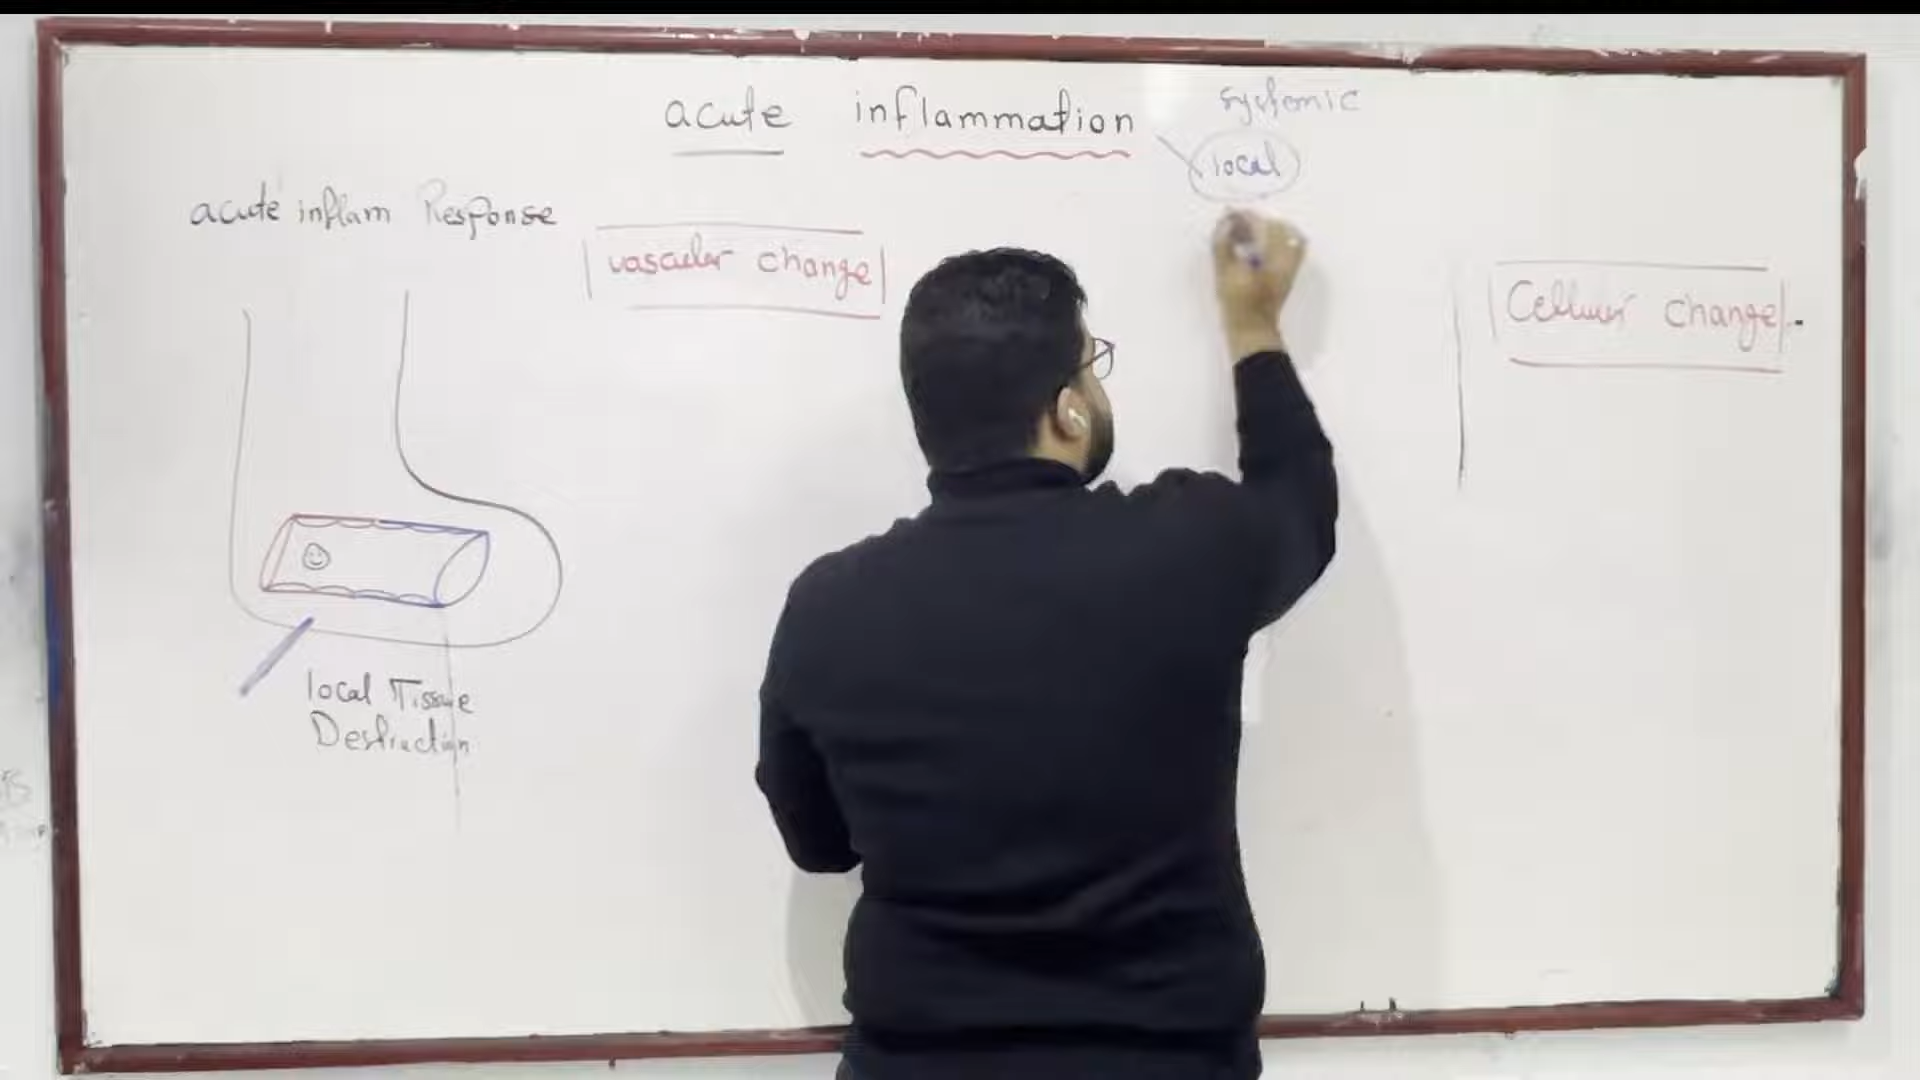 acute inflammation
systemic
local
acute inflam Response
vascular change
Cellular change
local Tissue
Destruction